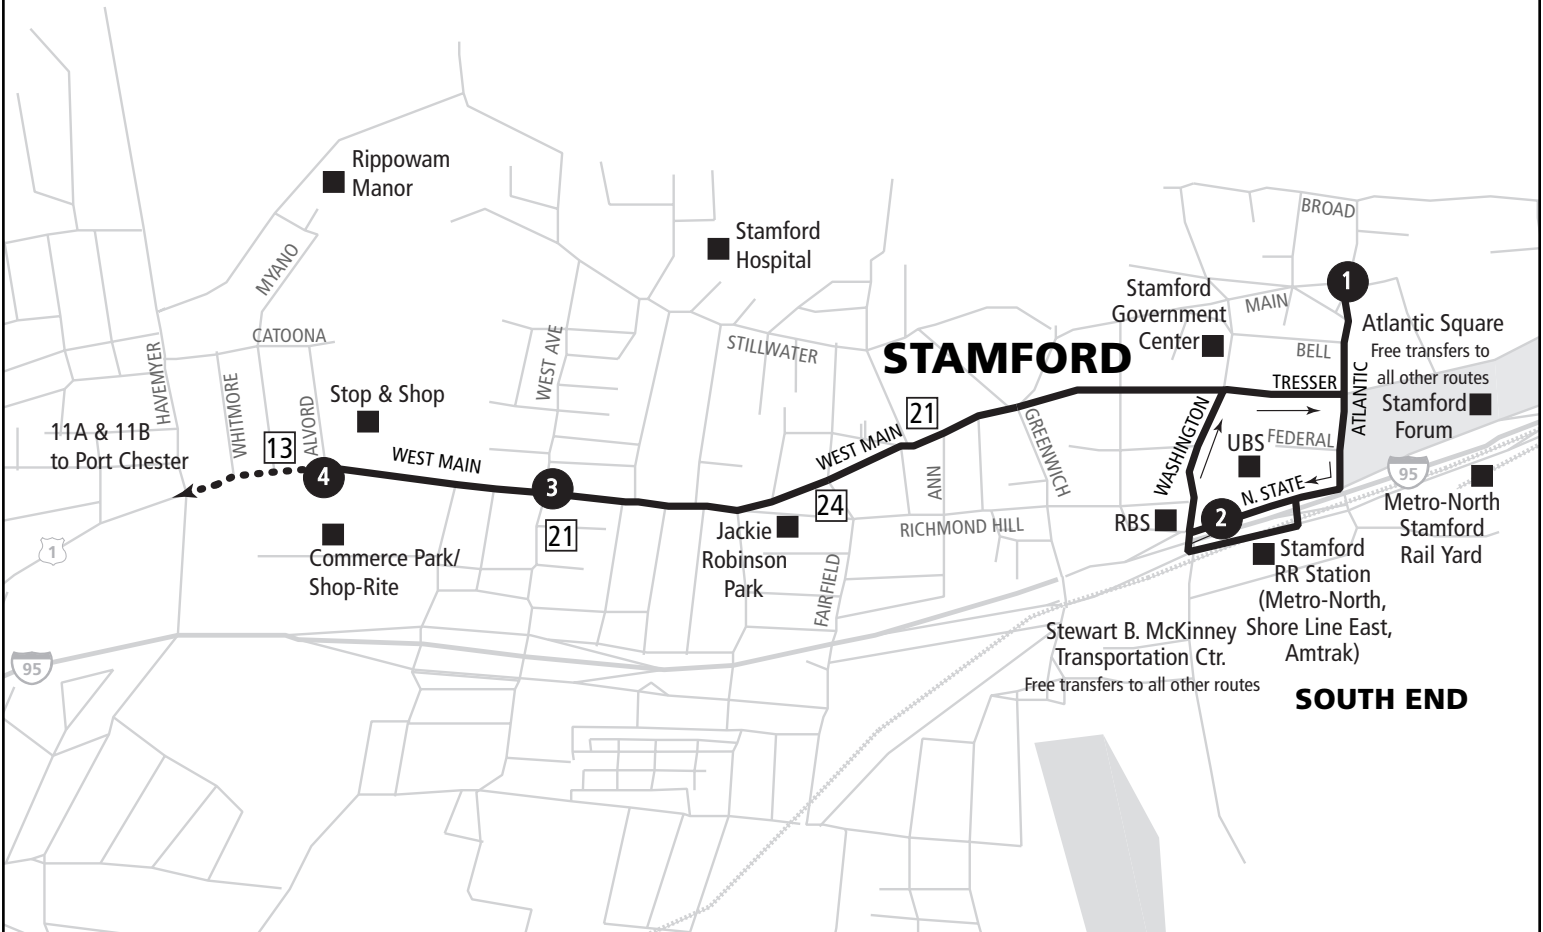 Rippowam
Manor
BROAD
Stamford
Hospital
MYANO
1
Stamford
Government
Center
MAIN
Atlantic Square
Free transfers to
all other routes
CATOONA
STILLWATER
WEST AVE
STAMFORD
BELL
TRESSER
ATLANTIC
HAVEMYER
WHITMORE
ALVORD
Stop & Shop
21
WASHINGTON
Stamford
Forum
11A & 11B
to Port Chester
13
4
WEST MAIN
3
WEST MAIN
GREENWICH
UBS
FEDERAL
95
ANN
N. STATE
Metro-North
Stamford
Rail Yard
24
RICHMOND HILL
RBS
2
1
21
Jackie
Robinson
Park
Commerce Park/
Shop-Rite
FAIRFIELD
Stamford
RR Station
(Metro-North,
Shore Line East,
Amtrak)
Stewart B. McKinney
Transportation Ctr.
Free transfers to all other routes
95
SOUTH END